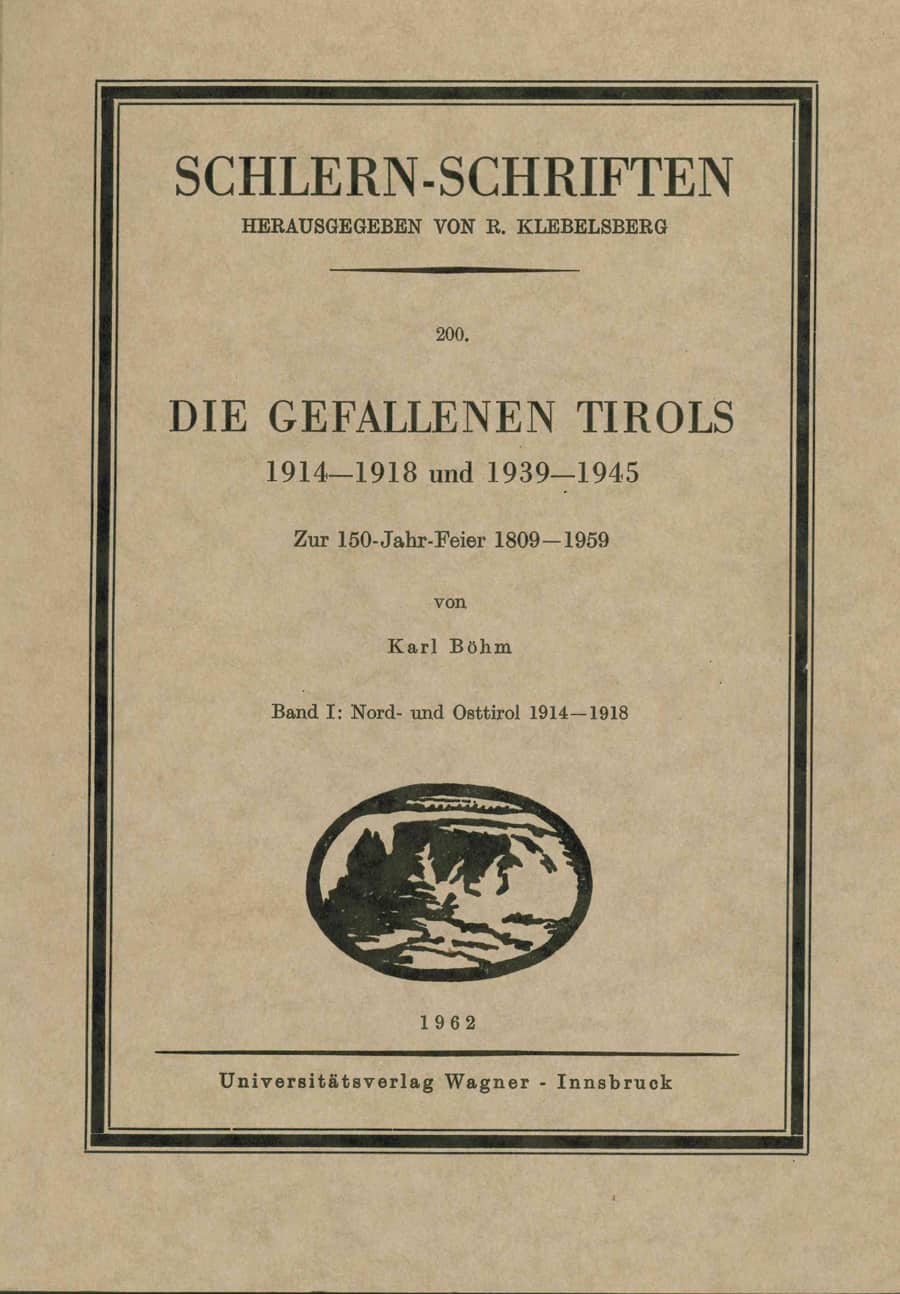 SCHLERN-SCHRIFTEN
HERAUSGEGEBEN VON R. KLEBELSBERG
200.
DIE GEFALLENEN TIROLS
1914—1918 und 1939—1945
Zur 150-Jahr-Feier 1809—1959
von
Karl Böhm
Band I: Nord- und Osttirol 1914—1918
1962
Universitätsverlag Wagner - Innsbruck